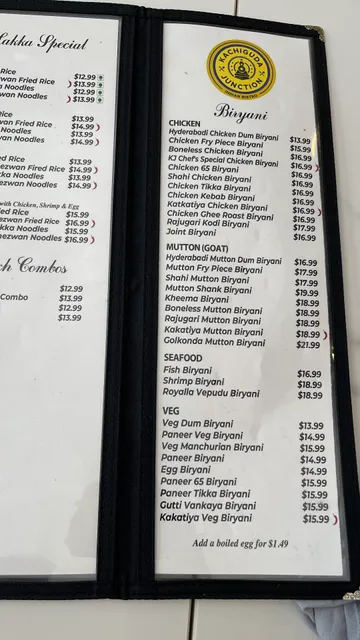 akka Special
Rice
zwan Fried Rice $12.99
a Noodles $13.99
wan Noodles $12.99
$13.99
Rice $13.99
zwan Fried Rice $14.99
Noodles $13.99
wan Noodles $14.99
ed Rice $13.99
ezwan Fired Rice $14.99
kka Noodles $13.99
ezwan Noodles $14.99
with Chicken, Shrimp & Egg
ied Rice $15.99
ezwan Fried Rice $16.99
kka Noodles $15.99
hezwan Noodles $16.99
ch Combos
$12.99
Combo $13.99
$12.99
$13.99
KACHIGUDA
JUNCTION
INDIAN BISTRO
Biryani
CHICKEN
Hyderabadi Chicken Dum Biryani $13.99
Chicken Fry Piece Biryani $15.99
Boneless Chicken Biryani $16.99
KJ Chef's Special Chicken Biryani $16.99
Chicken 65 Biryani $16.99
Shahi Chicken Biryani $16.99
Chicken Tikka Biryani $16.99
Chicken Kebab Biryani $16.99
Katkatiya Chicken Biryani $16.99
Chicken Ghee Roast Biryani $16.99
Rajugari Kodi Biryani $17.99
Joint Biryani $16.99
MUTTON (GOAT)
Hyderabadi Mutton Dum Biryani $16.99
Mutton Fry Piece Biryani $17.99
Shahi Mutton Biryani $17.99
Mutton Shank Biryani $19.99
Kheema Biryani $18.99
Boneless Mutton Biryani $18.99
Rajugari Mutton Biryani $18.99
Kakatiya Mutton Biryani $18.99
Golkonda Mutton Biryani $21.99
SEAFOOD
Fish Biryani $16.99
Shrimp Biryani $18.99
Royalla Vepudu Biryani $18.99
VEG
Veg Dum Biryani $13.99
Paneer Veg Biryani $14.99
Veg Manchurian Biryani $15.99
Paneer Biryani $14.99
Egg Biryani $14.99
Paneer 65 Biryani $15.99
Paneer Tikka Biryani $15.99
Gutti Vankaya Biryani $15.99
Kakatiya Veg Biryani $15.99
Add a boiled egg for $1.49